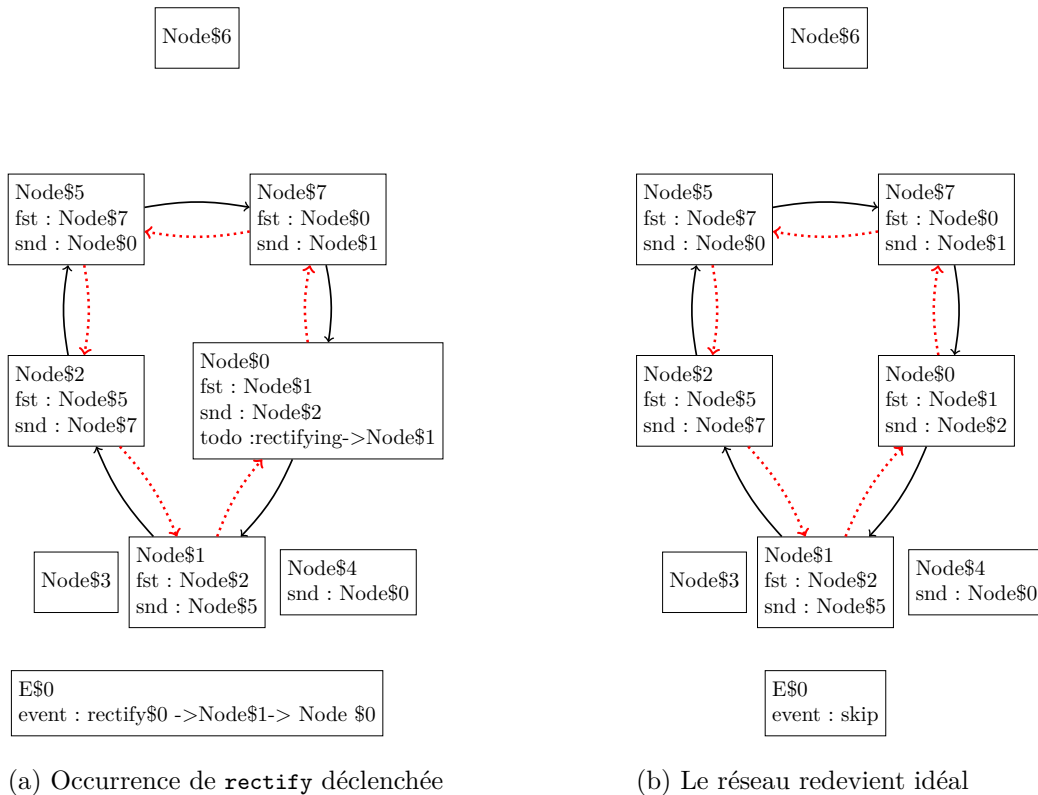 Node$6
Node$5
fst : Node$7
snd : Node$0
Node$7
fst : Node$0
snd : Node$1
Node$2
fst : Node$5
snd : Node$7
Node$0
fst : Node$1
snd : Node$2
todo :rectifying->Node$1
Node$3
Node$1
fst : Node$2
snd : Node$5
Node$4
snd : Node$0
E$0
event : rectify$0 ->Node$1-> Node $0
(a) Occurrence de rectify déclenchée
Node$6
Node$5
fst : Node$7
snd : Node$0
Node$7
fst : Node$0
snd : Node$1
Node$2
fst : Node$5
snd : Node$7
Node$0
fst : Node$1
snd : Node$2
Node$3
Node$1
fst : Node$2
snd : Node$5
Node$4
snd : Node$0
E$0
event : skip
(b) Le réseau redevient idéal